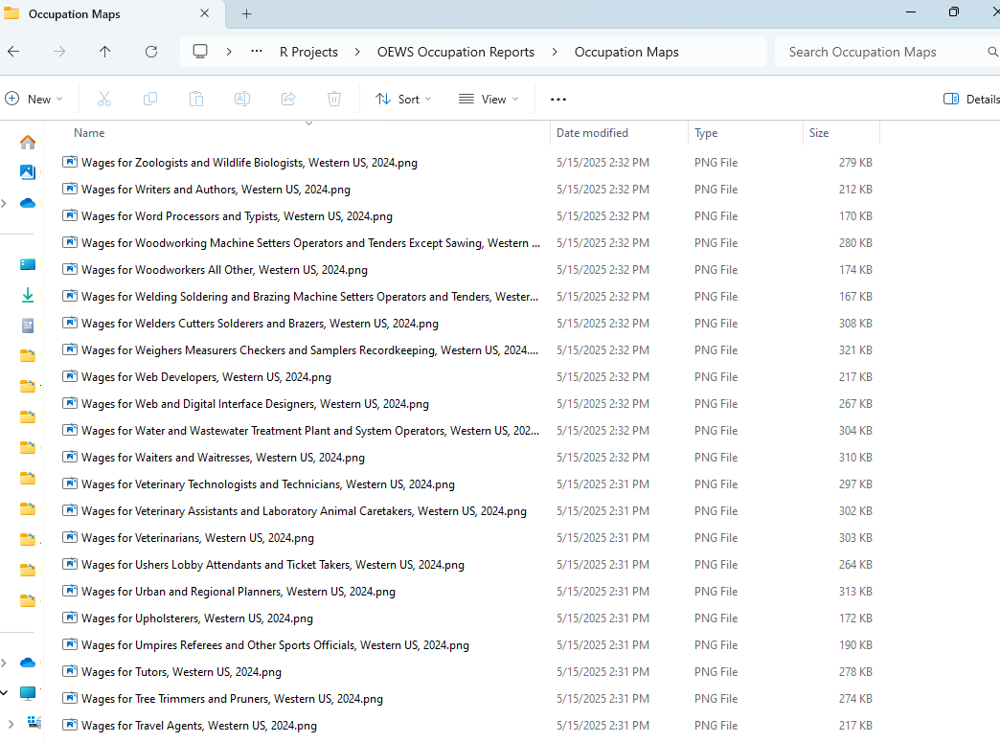 Occupation Maps
R Projects > OEWS Occupation Reports > Occupation Maps
Search Occupation Maps
New
Sort
View
Details
Name Date modified Type Size
Wages for Zoologists and Wildlife Biologists, Western US, 2024.png 5/15/2025 2:32 PM PNG File 279 KB
Wages for Writers and Authors, Western US, 2024.png 5/15/2025 2:32 PM PNG File 212 KB
Wages for Word Processors and Typists, Western US, 2024.png 5/15/2025 2:32 PM PNG File 170 KB
Wages for Woodworking Machine Setters Operators and Tenders Except Sawing, Western ... 5/15/2025 2:32 PM PNG File 280 KB
Wages for Woodworkers All Other, Western US, 2024.png 5/15/2025 2:32 PM PNG File 174 KB
Wages for Welding Soldering and Brazing Machine Setters Operators and Tenders, Wester... 5/15/2025 2:32 PM PNG File 167 KB
Wages for Welders Cutters Solderers and Brazers, Western US, 2024.png 5/15/2025 2:32 PM PNG File 308 KB
Wages for Weighers Measurers Checkers and Samplers Recordkeeping, Western US, 2024.... 5/15/2025 2:32 PM PNG File 321 KB
Wages for Web Developers, Western US, 2024.png 5/15/2025 2:32 PM PNG File 217 KB
Wages for Web and Digital Interface Designers, Western US, 2024.png 5/15/2025 2:32 PM PNG File 267 KB
Wages for Water and Wastewater Treatment Plant and System Operators, Western US, 202... 5/15/2025 2:32 PM PNG File 304 KB
Wages for Waiters and Waitresses, Western US, 2024.png 5/15/2025 2:32 PM PNG File 310 KB
Wages for Veterinary Technologists and Technicians, Western US, 2024.png 5/15/2025 2:31 PM PNG File 297 KB
Wages for Veterinary Assistants and Laboratory Animal Caretakers, Western US, 2024.png 5/15/2025 2:31 PM PNG File 302 KB
Wages for Veterinarians, Western US, 2024.png 5/15/2025 2:31 PM PNG File 303 KB
Wages for Ushers Lobby Attendants and Ticket Takers, Western US, 2024.png 5/15/2025 2:31 PM PNG File 264 KB
Wages for Urban and Regional Planners, Western US, 2024.png 5/15/2025 2:31 PM PNG File 313 KB
Wages for Upholsterers, Western US, 2024.png 5/15/2025 2:31 PM PNG File 172 KB
Wages for Umpires Referees and Other Sports Officials, Western US, 2024.png 5/15/2025 2:31 PM PNG File 190 KB
Wages for Tutors, Western US, 2024.png 5/15/2025 2:31 PM PNG File 278 KB
Wages for Tree Trimmers and Pruners, Western US, 2024.png 5/15/2025 2:31 PM PNG File 274 KB
Wages for Travel Agents, Western US, 2024.png 5/15/2025 2:31 PM PNG File 217 KB